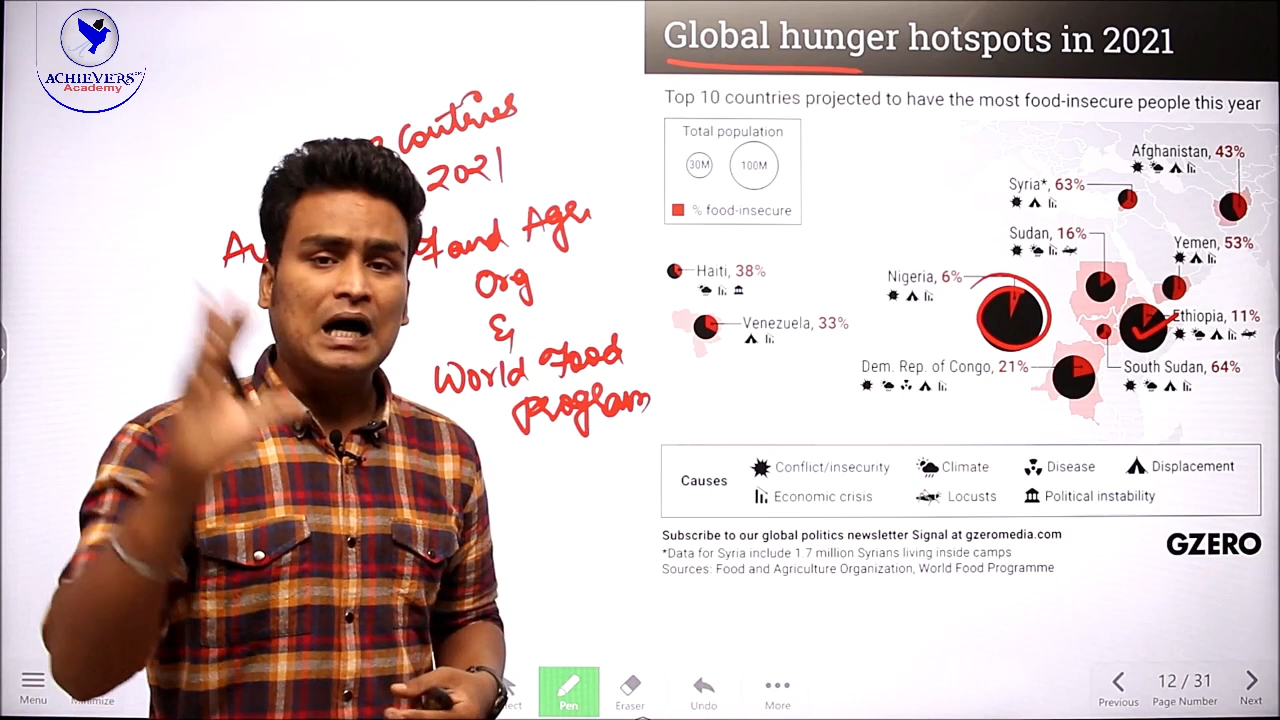 ACHIEVERS
Academy
Contries
2021
Food Agri
Org
&
World Food
Program
Global hunger hotspots in 2021
Top 10 countries projected to have the most food-insecure people this year
Total population
30M
100M
% food-insecure
Afghanistan, 43%
Syria*, 63%
Sudan, 16%
Yemen, 53%
Haiti, 38%
Nigeria, 6%
Venezuela, 33%
Ethiopia, 11%
Dem. Rep. of Congo, 21%
South Sudan, 64%
Causes
Conflict/insecurity
Climate
Disease
Displacement
Economic crisis
Locusts
Political instability
Subscribe to our global politics newsletter Signal at gzeromedia.com
*Data for Syria include 1.7 million Syrians living inside camps
Sources: Food and Agriculture Organization, World Food Programme
GZERO
Menu
Minimize
Pen
Eraser
Undo
More
Previous
12 / 31
Page Number
Next